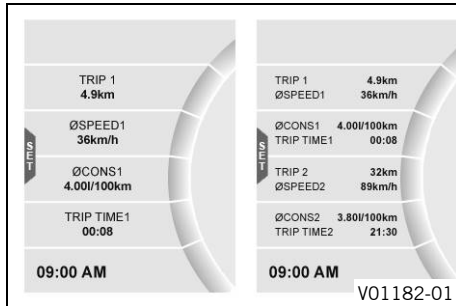 TRIP 1
4.9km
ØSPEED1
36km/h
ØCONS1
4.00l/100km
TRIP TIME1
00:08
SET
09:00 AM
TRIP 1 4.9km
ØSPEED1 36km/h
ØCONS1 4.00l/100km
TRIP TIME1 00:08
TRIP 2 32km
ØSPEED2 89km/h
ØCONS2 3.80l/100km
TRIP TIME2 21:30
SET
09:00 AM
V01182-01